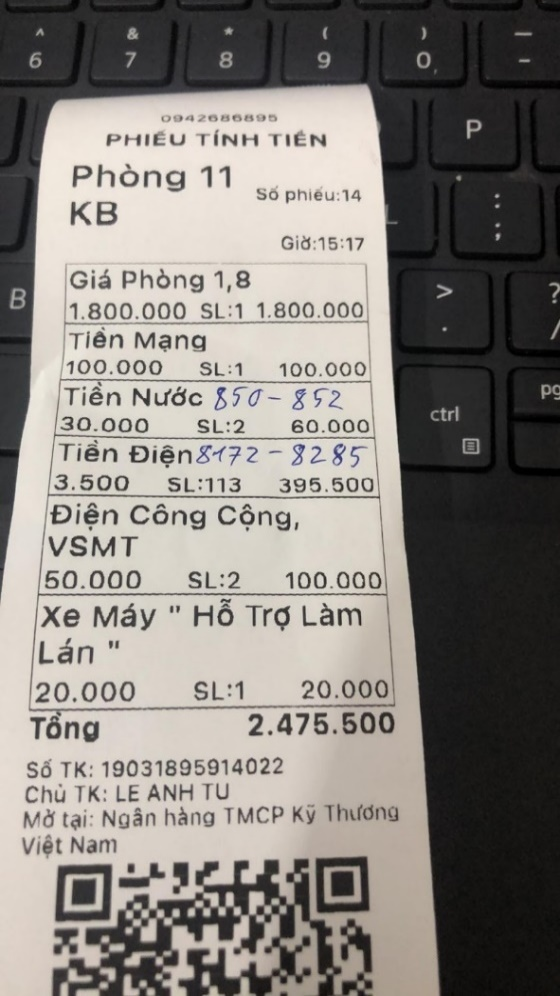 ^ & * ( ) —
6 7 8 9 0 -
P
B
L
: ;
> .
? /
ctrl
0942686895
PHIẾU TÍNH TIỀN
Phòng 11 Số phiếu:14
KB
Giờ:15:17
Giá Phòng 1,8
1.800.000 SL:1 1.800.000
Tiền Mạng
100.000 SL:1 100.000
Tiền Nước 850 - 852
30.000 SL:2 60.000
Tiền Điện 8172 - 8285
3.500 SL:113 395.500
Điện Công Cộng,
VSMT
50.000 SL:2 100.000
Xe Máy " Hỗ Trợ Làm
Lán "
20.000 SL:1 20.000
Tổng 2.475.500
Số TK: 19031895914022
Chủ TK: LE ANH TU
Mở tại: Ngân hàng TMCP Kỹ Thương
Việt Nam